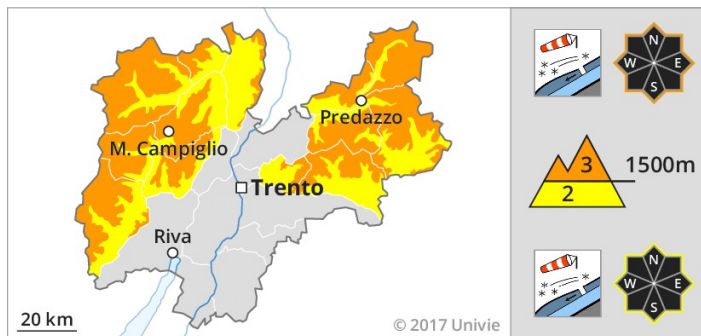 N
W E
S
Predazzo
M. Campiglio
3 1500m
2
Trento
Riva
N
W E
S
20 km
© 2017 Univie